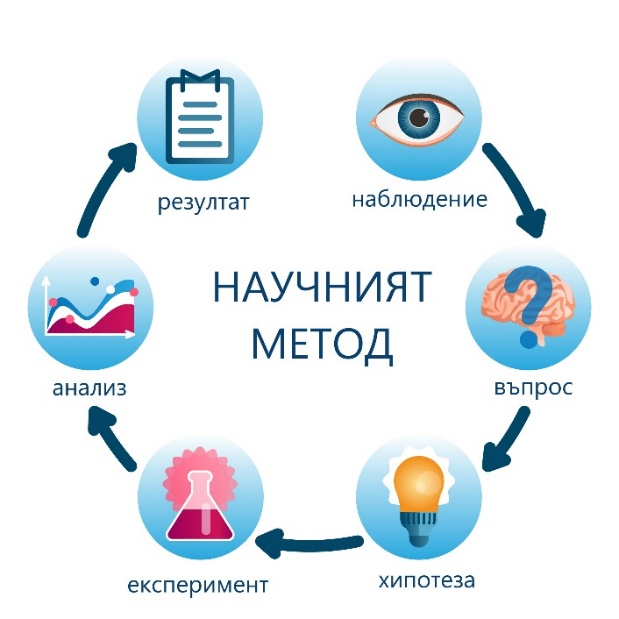 НАУЧНИЯТ
МЕТОД
наблюдение
въпрос
хипотеза
експеримент
анализ
резултат